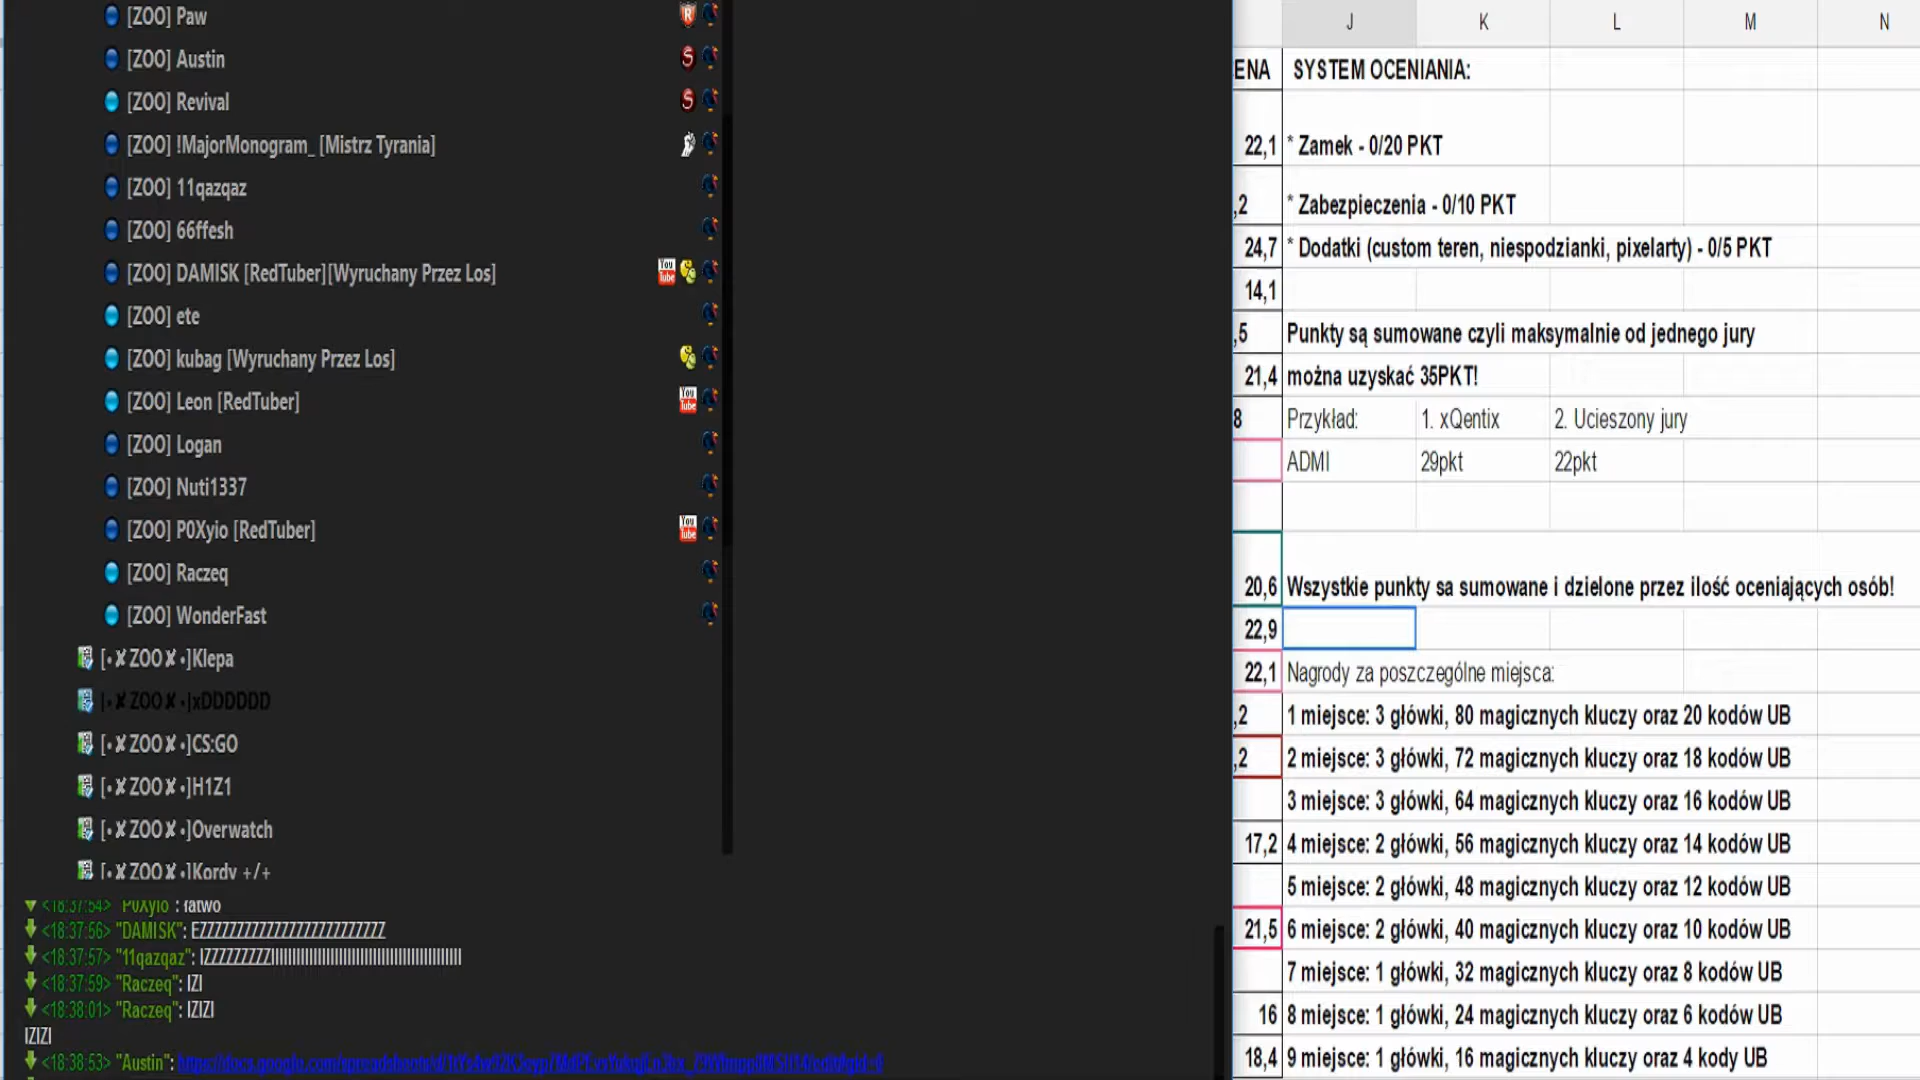 [ZOO] Paw
[ZOO] Austin
[ZOO] Revival
[ZOO] !MajorMonogram_ [Mistrz Tyrania]
[ZOO] 11qazqaz
[ZOO] 66ffesh
[ZOO] DAMISK [RedTuber][Wyruchany Przez Los]
[ZOO] ete
[ZOO] kubag [Wyruchany Przez Los]
[ZOO] Leon [RedTuber]
[ZOO] Logan
[ZOO] Nuti1337
[ZOO] P0Xyio [RedTuber]
[ZOO] Raczeq
[ZOO] WonderFast
[•✘ZOO✘•]Klepa
[•✘ZOO✘•]xDDDDDD
[•✘ZOO✘•]CS:GO
[•✘ZOO✘•]H1Z1
[•✘ZOO✘•]Overwatch
[•✘ZOO✘•]Kordy +/+
<18:37:54> "P0Xyio": łatwo
<18:37:56> "DAMISK":
<18:37:57> "11qazqaz":
<18:37:59> "Raczeq": IZI
<18:38:01> "Raczeq": IZIZI
IZIZI
<18:38:53> "Austin":
J K L M N
ENA SYSTEM OCENIANIA:
22,1 * Zamek - 0/20 PKT
,2 * Zabezpieczenia - 0/10 PKT
24,7 * Dodatki (custom teren, niespodzianki, pixelarty) - 0/5 PKT
14,1
,5 Punkty są sumowane czyli maksymalnie od jednego jury
21,4 można uzyskać 35PKT!
8 Przykład: 1. xQentix 2. Ucieszony jury
ADMI 29pkt 22pkt
20,6 Wszystkie punkty sa sumowane i dzielone przez ilość oceniających osób!
22,9
22,1 Nagrody za poszczególne miejsca:
,2 1 miejsce: 3 główki, 80 magicznych kluczy oraz 20 kodów UB
,2 2 miejsce: 3 główki, 72 magicznych kluczy oraz 18 kodów UB
3 miejsce: 3 główki, 64 magicznych kluczy oraz 16 kodów UB
17,2 4 miejsce: 2 główki, 56 magicznych kluczy oraz 14 kodów UB
5 miejsce: 2 główki, 48 magicznych kluczy oraz 12 kodów UB
21,5 6 miejsce: 2 główki, 40 magicznych kluczy oraz 10 kodów UB
7 miejsce: 1 główki, 32 magicznych kluczy oraz 8 kodów UB
16 8 miejsce: 1 główki, 24 magicznych kluczy oraz 6 kodów UB
18,4 9 miejsce: 1 główki, 16 magicznych kluczy oraz 4 kody UB